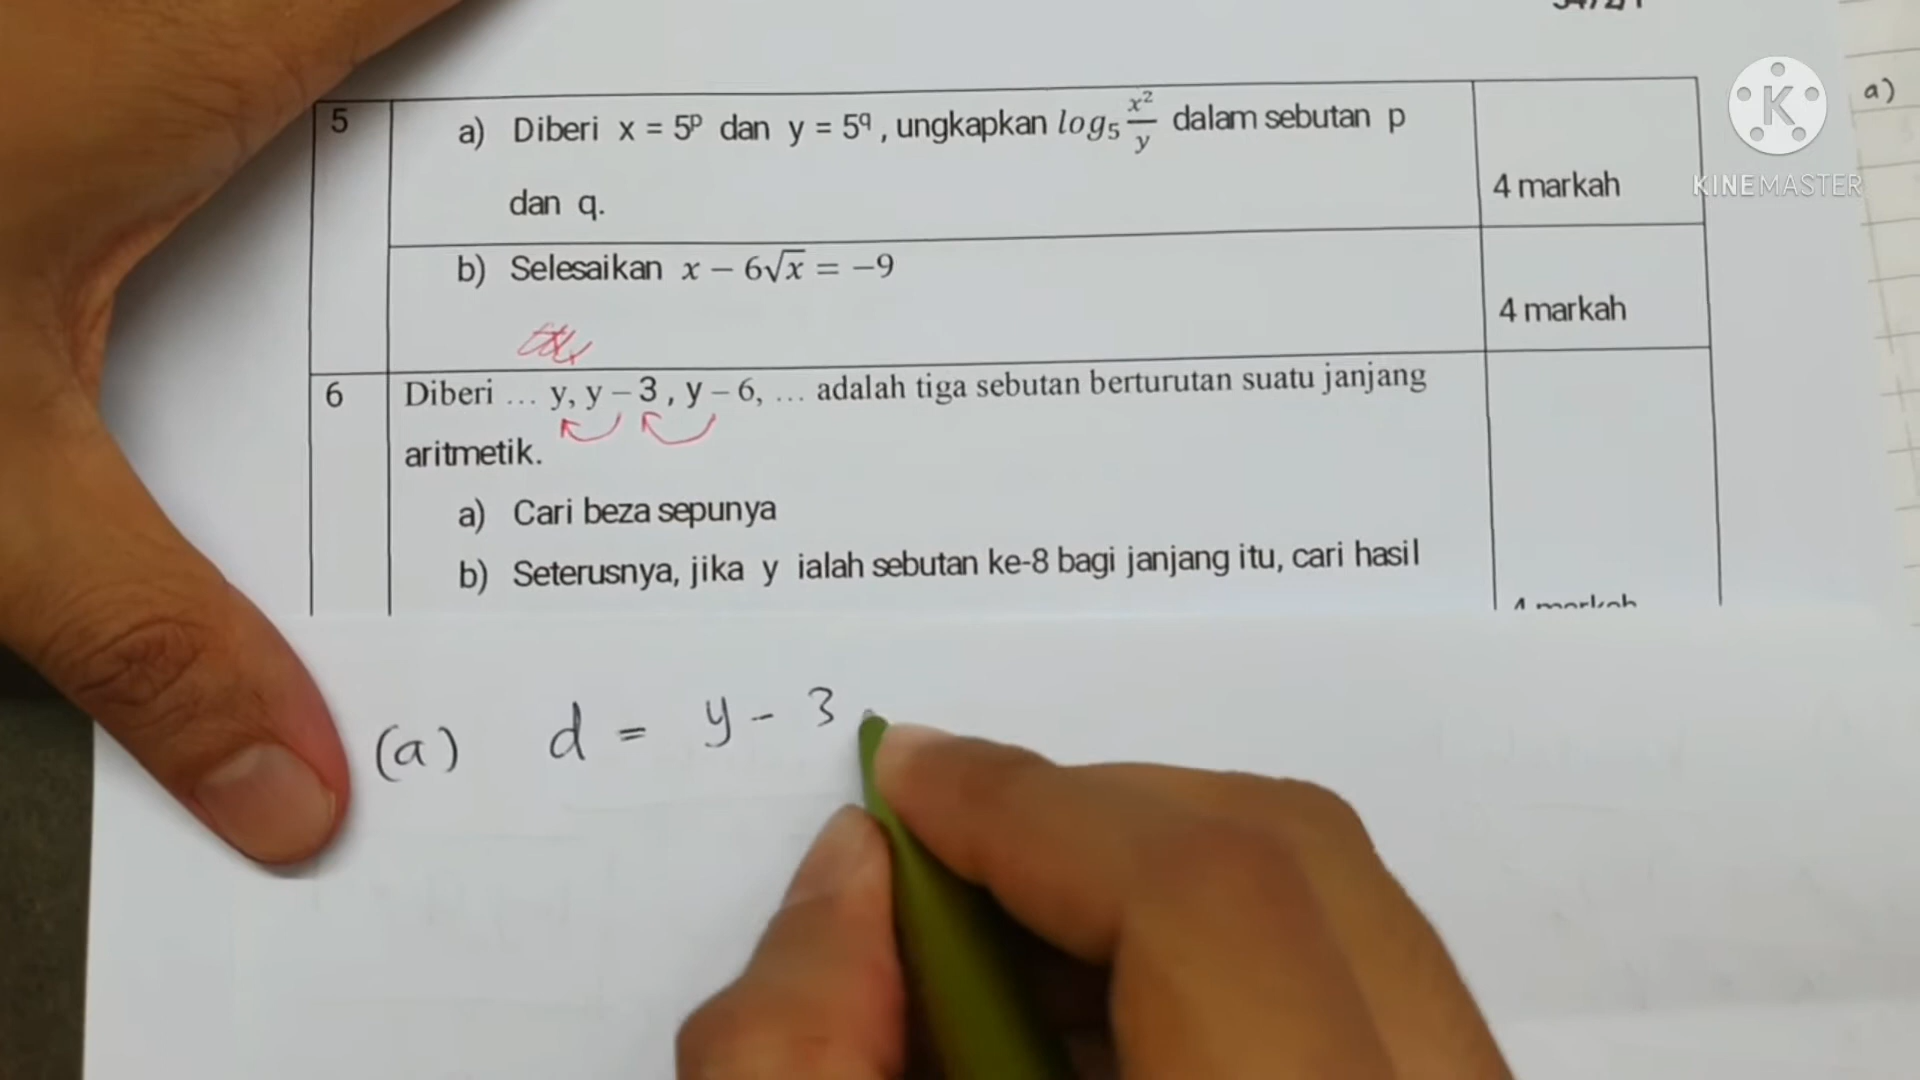 5
a) Diberi x = 5ᵖ dan y = 5ᑫ , ungkapkan log₅ x²/y dalam sebutan p
dan q.
4 markah
b) Selesaikan x − 6√x = −9
4 markah
6
Diberi ... y, y – 3 , y – 6, ... adalah tiga sebutan berturutan suatu janjang
aritmetik.
a) Cari beza sepunya
b) Seterusnya, jika y ialah sebutan ke-8 bagi janjang itu, cari hasil
(a) d = y - 3
a)
K
KINEMASTER